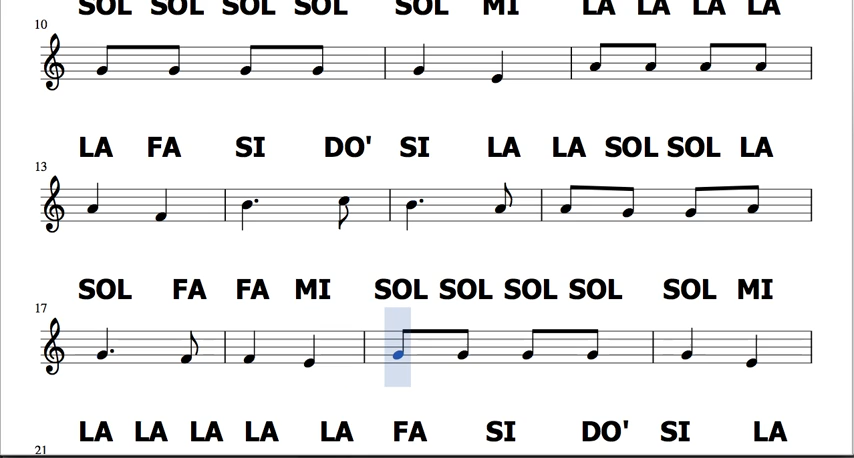 SOL SOL SOL SOL SOL MI LA LA LA LA
10
LA FA SI DO' SI LA LA SOL SOL LA
13
SOL FA FA MI SOL SOL SOL SOL SOL MI
17
LA LA LA LA LA FA SI DO' SI LA
21